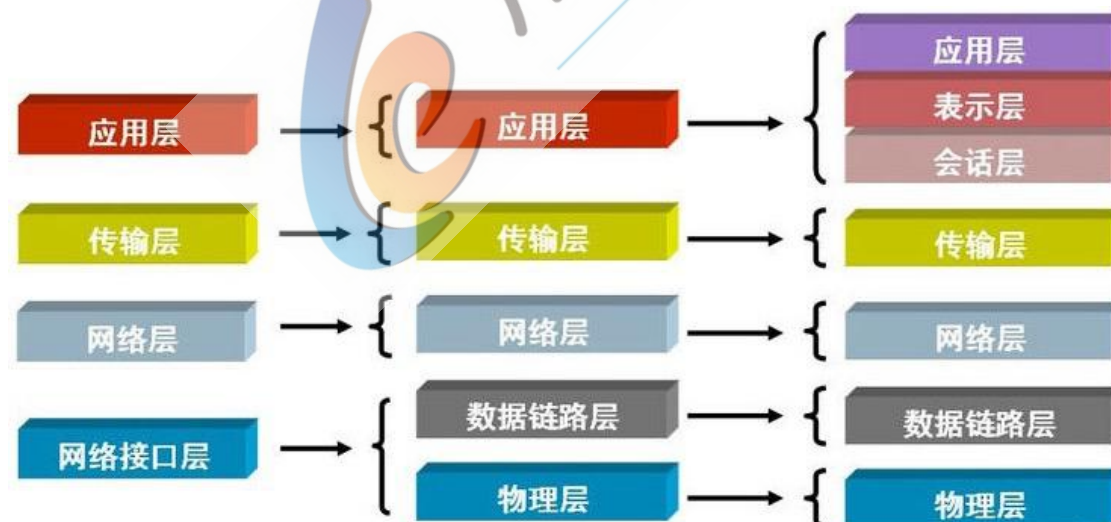 应用层
传输层
网络层
网络接口层
应用层
传输层
网络层
数据链路层
物理层
应用层
表示层
会话层
传输层
网络层
数据链路层
物理层